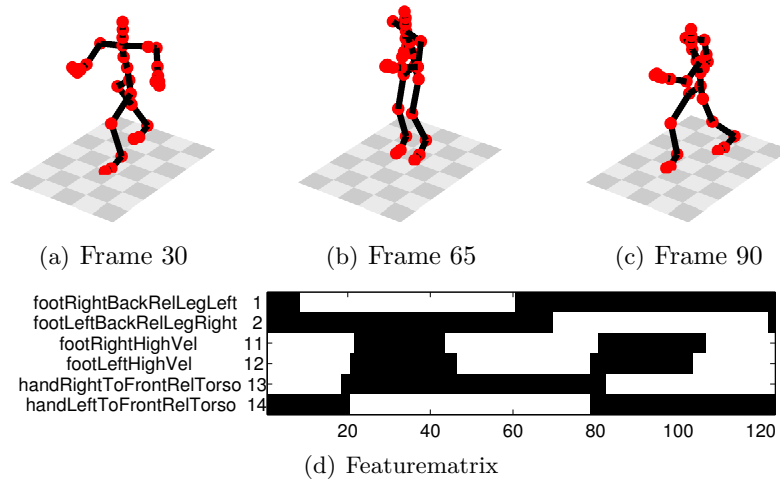 (a) Frame 30
(b) Frame 65
(c) Frame 90
footRightBackRelLegLeft 1
footLeftBackRelLegRight 2
footRightHighVel 11
footLeftHighVel 12
handRightToFrontRelTorso 13
handLeftToFrontRelTorso 14
20 40 60 80 100 120
(d) Featurematrix